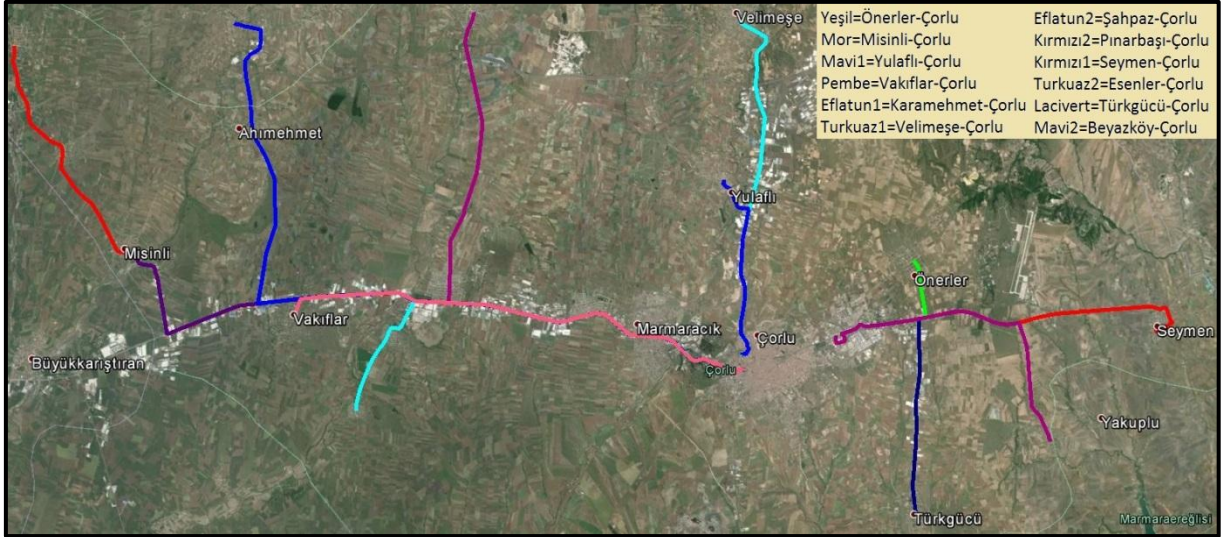 Yeşil=Önerler-Çorlu
Mor=Misinli-Çorlu
Mavi1=Yulaflı-Çorlu
Pembe=Vakıflar-Çorlu
Eflatun1=Karamehmet-Çorlu
Turkuaz1=Velimeşe-Çorlu
Eflatun2=Şahpaz-Çorlu
Kırmızı2=Pınarbaşı-Çorlu
Kırmızı1=Seymen-Çorlu
Turkuaz2=Esenler-Çorlu
Lacivert=Türkgücü-Çorlu
Mavi2=Beyazköy-Çorlu
Velimeşe
Ahımehmet
Yulaflı
Misinli
Önerler
Vakıflar
Marmaracık
Çorlu
Seymen
Büyükkarıştıran
Çorlu
Yakuplu
Türkgücü
Marmaraereğlisi